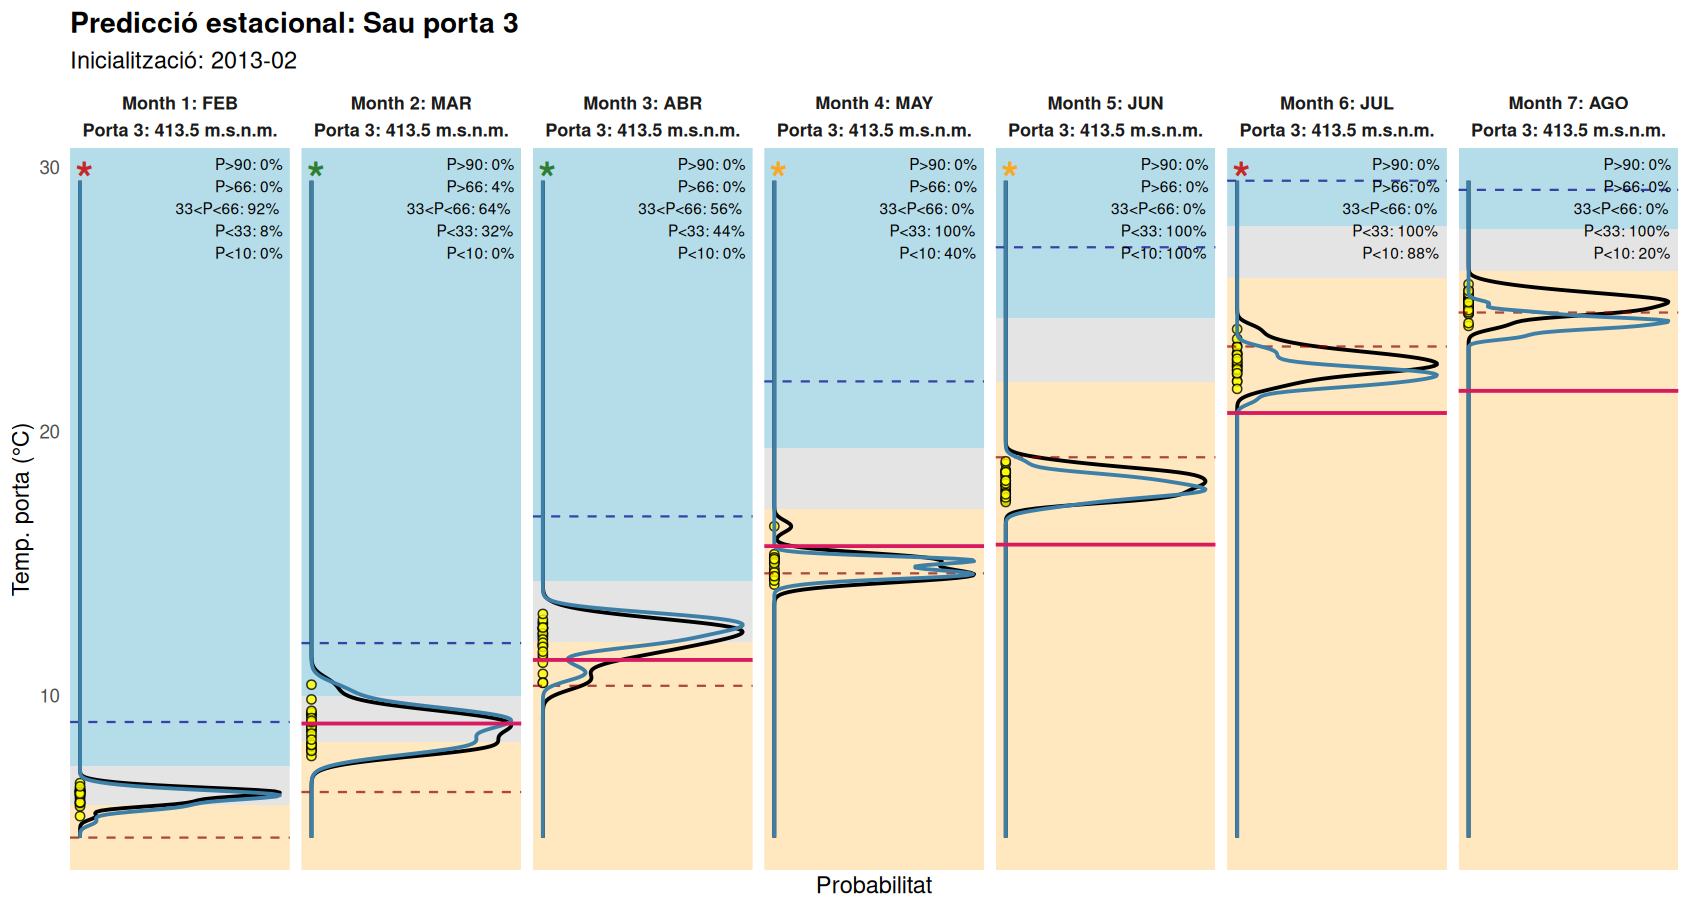 Predicció estacional: Sau porta 3
Inicialització: 2013-02
Month 1: FEB
Porta 3: 413.5 m.s.n.m.
P>90: 0%
P>66: 0%
33<P<66: 92%
P<33: 8%
P<10: 0%
Month 2: MAR
Porta 3: 413.5 m.s.n.m.
P>90: 0%
P>66: 4%
33<P<66: 64%
P<33: 32%
P<10: 0%
Month 3: ABR
Porta 3: 413.5 m.s.n.m.
P>90: 0%
P>66: 0%
33<P<66: 56%
P<33: 44%
P<10: 0%
Month 4: MAY
Porta 3: 413.5 m.s.n.m.
P>90: 0%
P>66: 0%
33<P<66: 0%
P<33: 100%
P<10: 40%
Month 5: JUN
Porta 3: 413.5 m.s.n.m.
P>90: 0%
P>66: 0%
33<P<66: 0%
P<33: 100%
P<10: 100%
Month 6: JUL
Porta 3: 413.5 m.s.n.m.
P>90: 0%
P>66: 0%
33<P<66: 0%
P<33: 100%
P<10: 88%
Month 7: AGO
Porta 3: 413.5 m.s.n.m.
P>90: 0%
P>66: 0%
33<P<66: 0%
P<33: 100%
P<10: 20%
30
20
10
Temp. porta (°C)
Probabilitat